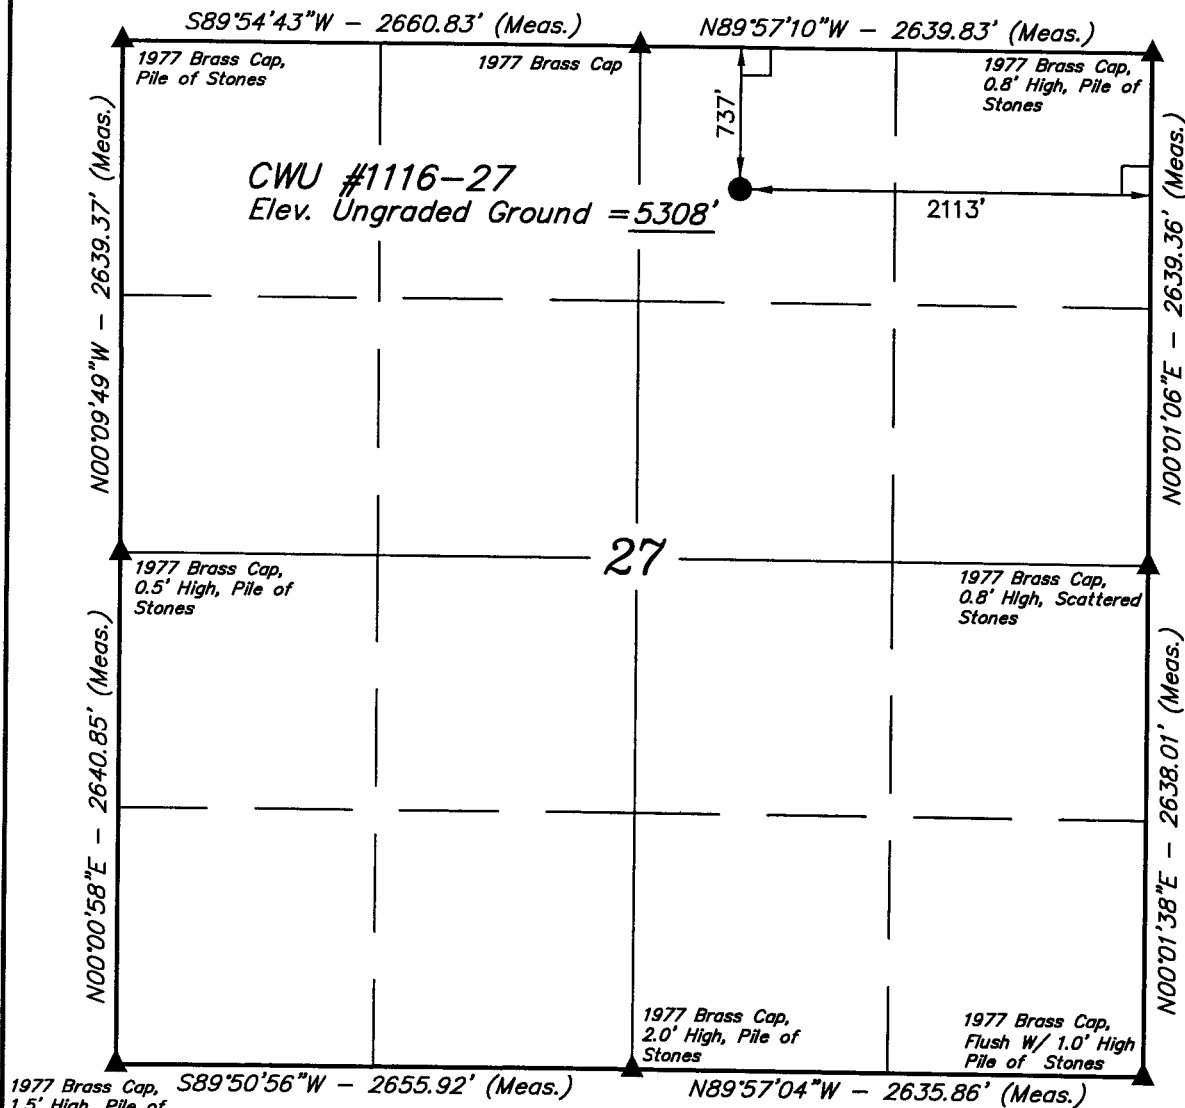 S89°54'43"W - 2660.83' (Meas.)
N89°57'10"W - 2639.83' (Meas.)
1977 Brass Cap,
Pile of Stones
1977 Brass Cap
1977 Brass Cap,
0.8' High, Pile of
Stones
737'
CWU #1116-27
Elev. Ungraded Ground = 5308'
2113'
N00°09'49"W - 2639.37' (Meas.)
N00°01'06"E - 2639.36' (Meas.)
27
1977 Brass Cap,
0.5' High, Pile of
Stones
1977 Brass Cap,
0.8' High, Scattered
Stones
N00°00'58"E - 2640.85' (Meas.)
N00°01'38"E - 2638.01' (Meas.)
1977 Brass Cap,
2.0' High, Pile of
Stones
1977 Brass Cap,
Flush W/ 1.0' High
Pile of Stones
1977 Brass Cap,
1.5' High, Pile of
S89°50'56"W - 2655.92' (Meas.)
N89°57'04"W - 2635.86' (Meas.)